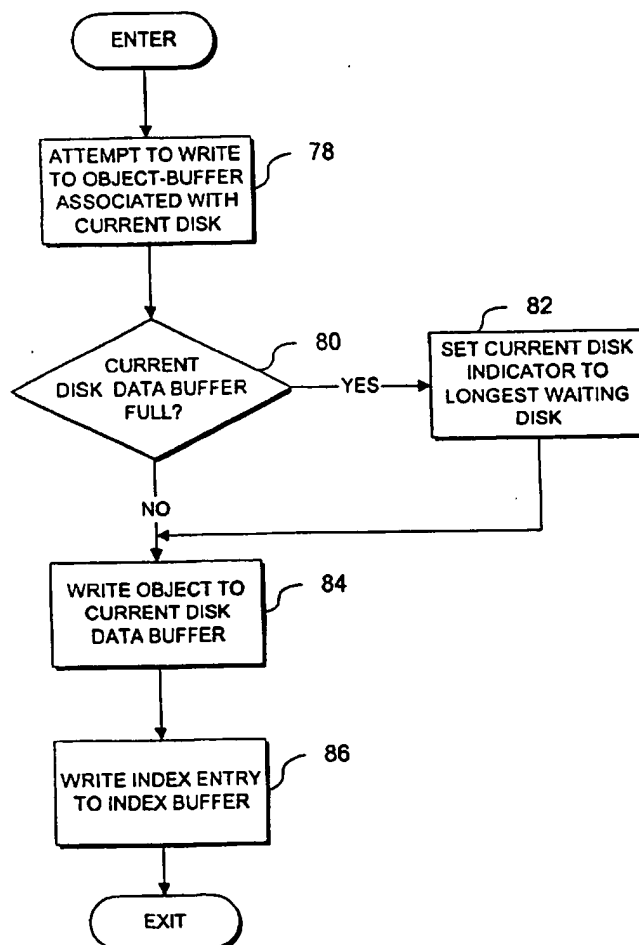 ENTER
ATTEMPT TO WRITE
TO OBJECT-BUFFER
ASSOCIATED WITH
CURRENT DISK
78
CURRENT
DISK DATA BUFFER
FULL?
80
YES
82
SET CURRENT DISK
INDICATOR TO
LONGEST WAITING
DISK
NO
WRITE OBJECT TO
CURRENT DISK
DATA BUFFER
84
WRITE INDEX ENTRY
TO INDEX BUFFER
86
EXIT